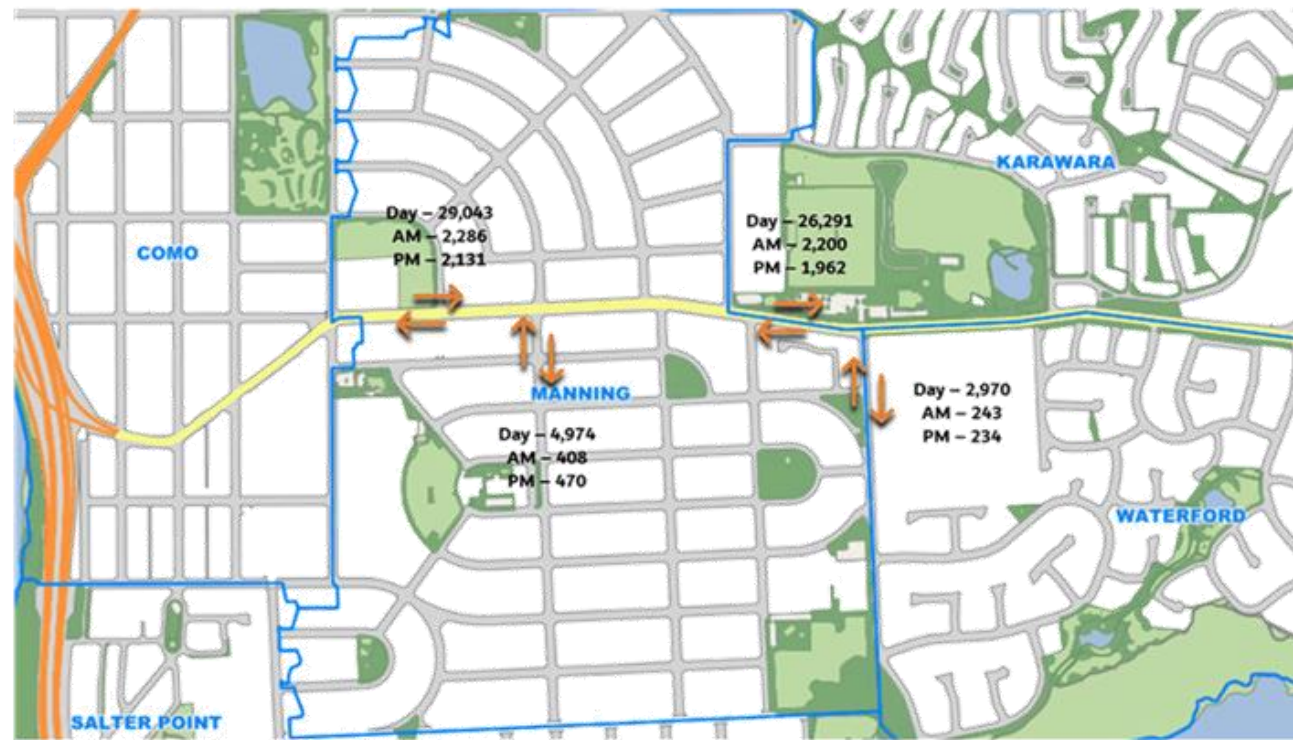 KARAWARA
Day – 29,043
AM – 2,286
PM – 2,131
Day – 26,291
AM – 2,200
PM – 1,962
COMO
MANNING
Day – 2,970
AM – 243
PM – 234
Day – 4,974
AM – 408
PM – 470
WATERFORD
SALTER POINT